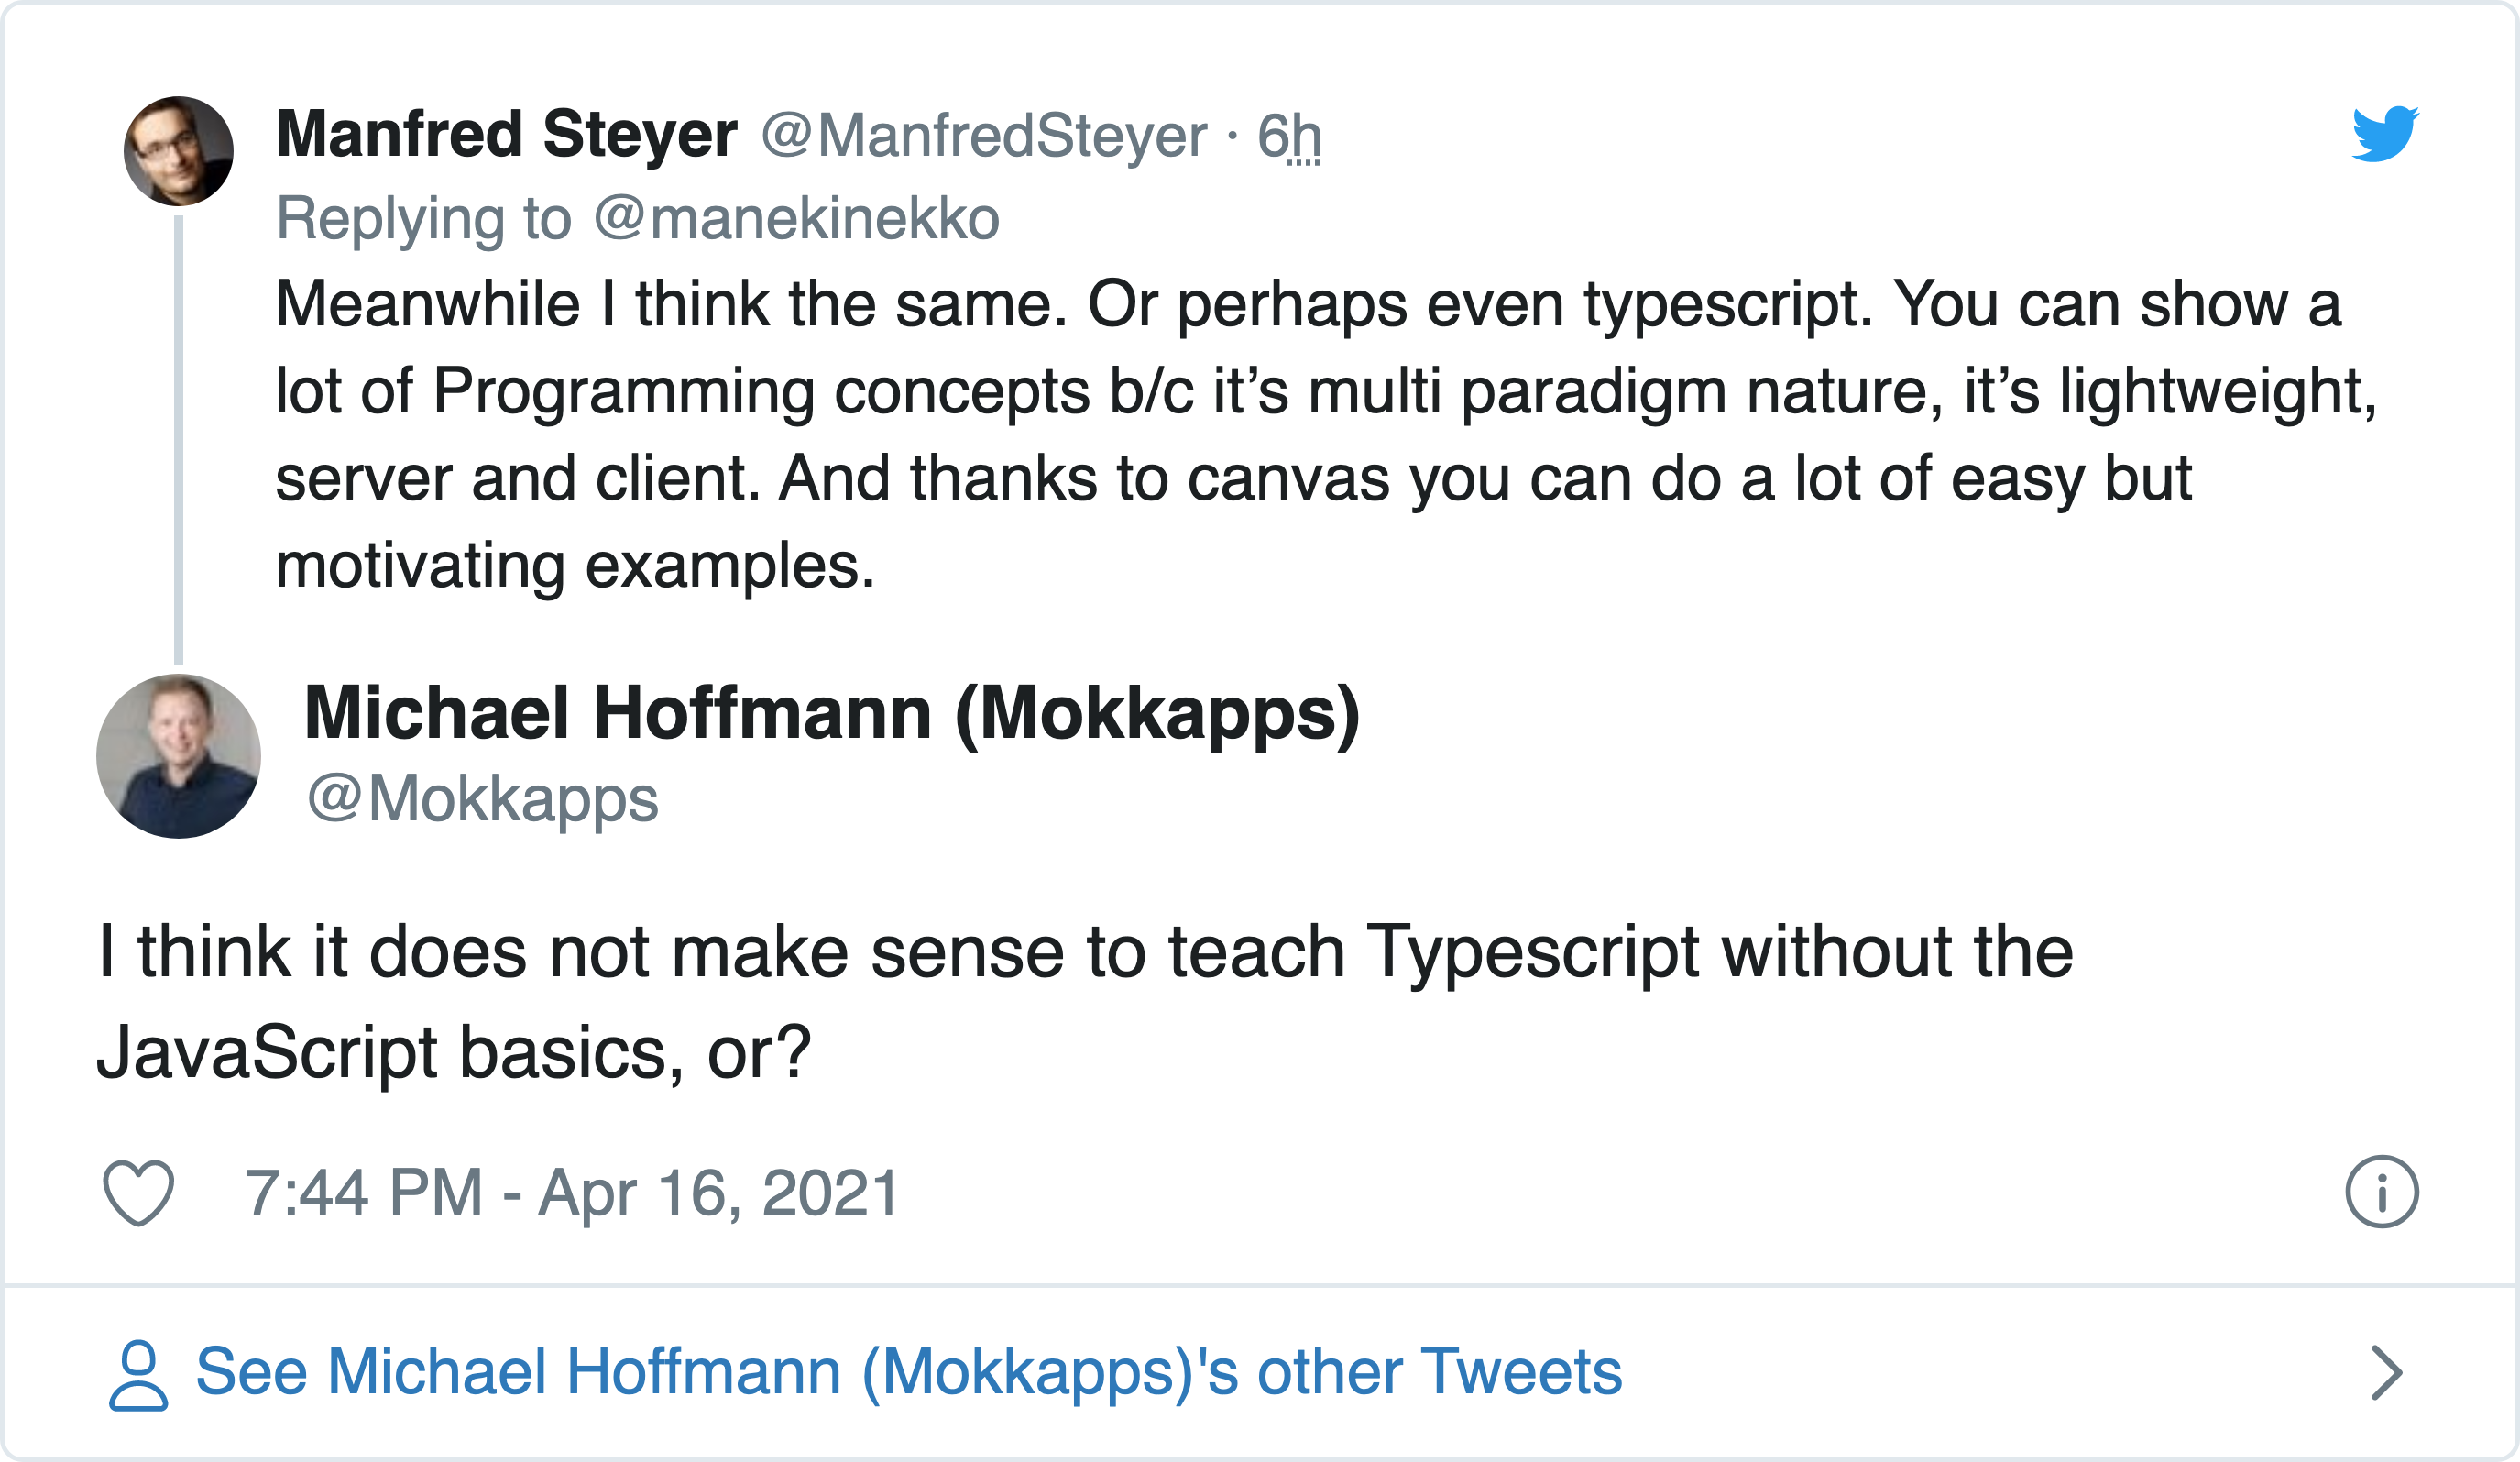 Manfred Steyer @ManfredSteyer · 6h
Replying to @manekinekko
Meanwhile I think the same. Or perhaps even typescript. You can show a
lot of Programming concepts b/c it’s multi paradigm nature, it’s lightweight,
server and client. And thanks to canvas you can do a lot of easy but
motivating examples.
Michael Hoffmann (Mokkapps)
@Mokkapps
I think it does not make sense to teach Typescript without the
JavaScript basics, or?
7:44 PM - Apr 16, 2021
See Michael Hoffmann (Mokkapps)'s other Tweets